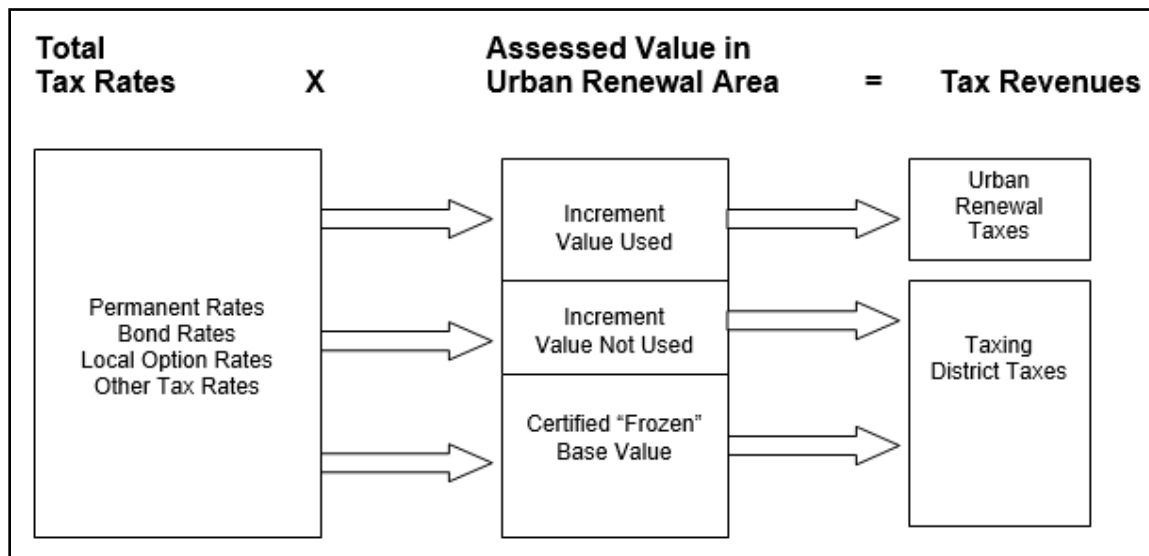 Total
Tax Rates
X
Assessed Value in
Urban Renewal Area
=
Tax Revenues
Permanent Rates
Bond Rates
Local Option Rates
Other Tax Rates
Increment
Value Used
Increment
Value Not Used
Certified “Frozen”
Base Value
Urban
Renewal
Taxes
Taxing
District Taxes